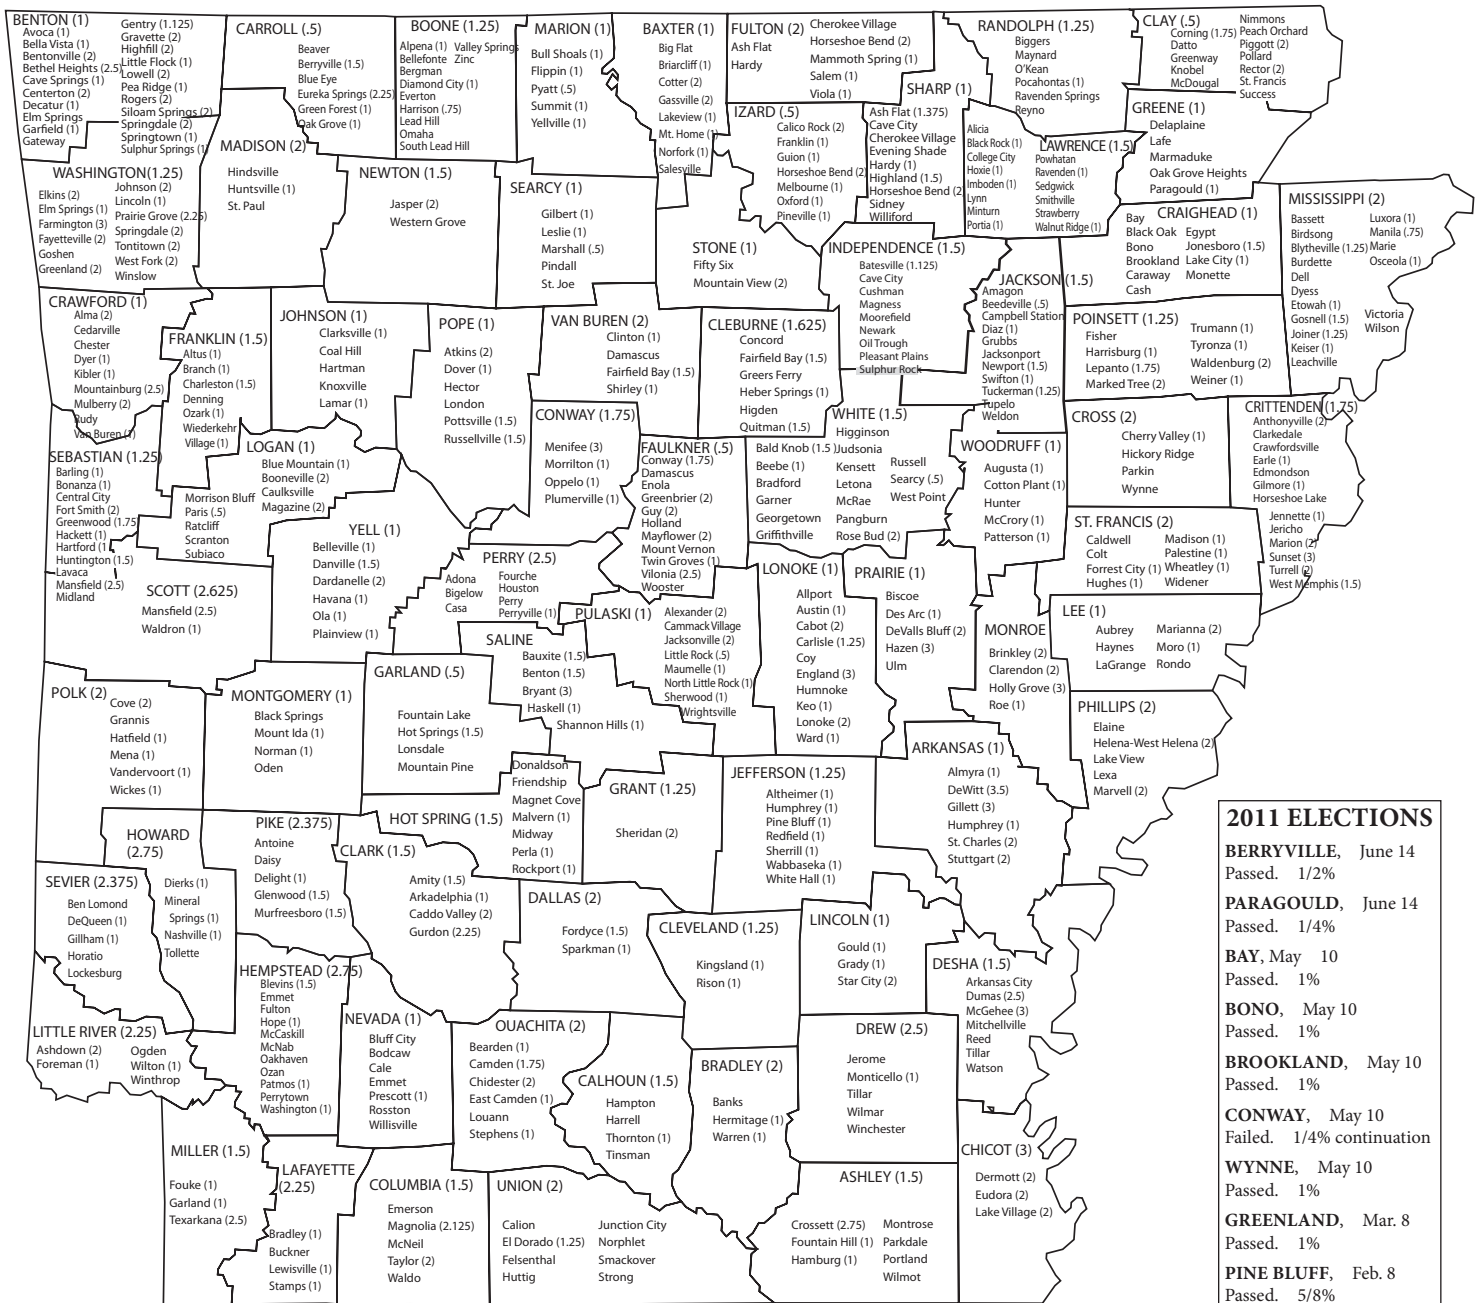 BENTON (1)
Avoca (1)
Bella Vista (1)
Bentonville (2)
Bethel Heights (2.5)
Cave Springs (1)
Centerton (2)
Decatur (1)
Elm Springs
Garfield (1)
Gateway
Gentry (1.125)
Gravette (2)
Highfill (2)
Little Flock (1)
Lowell (2)
Pea Ridge (1)
Rogers (2)
Siloam Springs (2)
Springdale (2)
Springtown (1)
Sulphur Springs (1)
CARROLL (.5)
Beaver
Berryville (1.5)
Blue Eye
Eureka Springs (2.25)
Green Forest (1)
Oak Grove (1)
BOONE (1.25)
Alpena (1)
Bellefonte
Bergman
Diamond City (1)
Everton
Harrison (.75)
Lead Hill
Omaha
South Lead Hill
Valley Springs
Zinc
MARION (1)
Bull Shoals (1)
Flippin (1)
Pyatt (.5)
Summit (1)
Yellville (1)
BAXTER (1)
Big Flat
Briarcliff (1)
Cotter (2)
Gassville (2)
Lakeview (1)
Mt. Home (1)
Norfork (1)
Salesville
FULTON (2)
Ash Flat
Hardy
Cherokee Village
Horseshoe Bend (2)
Mammoth Spring (1)
Salem (1)
Viola (1)
RANDOLPH (1.25)
Biggers
Maynard
O'Kean
Pocahontas (1)
Ravenden Springs
Reyno
CLAY (.5)
Corning (1.75)
Datto
Greenway
Knobel
McDougal
Nimmons
Peach Orchard
Piggott (2)
Pollard
Rector (2)
St. Francis
Success
SHARP (1)
Ash Flat (1.375)
Cave City
Cherokee Village
Evening Shade
Hardy (1)
Highland (1.5)
Horseshoe Bend (2)
Sidney
Williford
IZARD (.5)
Calico Rock (2)
Franklin (1)
Guion (1)
Horseshoe Bend (2)
Melbourne (1)
Oxford (1)
Pineville (1)
GREENE (1)
Delaplaine
Lafe
Marmaduke
Oak Grove Heights
Paragould (1)
LAWRENCE (1.5)
Alicia
Black Rock (1)
College City
Hoxie (1)
Imboden (1)
Lynn
Minturn
Portia (1)
Powhatan
Ravenden (1)
Sedgwick
Smithville
Strawberry
Walnut Ridge (1)
MADISON (2)
Hindsville
Huntsville (1)
St. Paul
WASHINGTON(1.25)
Elkins (2)
Elm Springs (1)
Farmington (3)
Fayetteville (2)
Goshen
Greenland (2)
Johnson (2)
Lincoln (1)
Prairie Grove (2.25)
Springdale (2)
Tontitown (2)
West Fork (2)
Winslow
NEWTON (1.5)
Jasper (2)
Western Grove
SEARCY (1)
Gilbert (1)
Leslie (1)
Marshall (.5)
Pindall
St. Joe
STONE (1)
Fifty Six
Mountain View (2)
INDEPENDENCE (1.5)
Batesville (1.125)
Cave City
Cushman
Magness
Moorefield
Newark
Oil Trough
Pleasant Plains
Sulphur Rock
JACKSON (1.5)
Amagon
Beedeville (.5)
Campbell Station
Diaz (1)
Grubbs
Jacksonport
Newport (1.5)
Swifton (1)
Tuckerman (1.25)
Tupelo
Weldon
CRAIGHEAD (1)
Bay
Black Oak
Bono
Brookland
Caraway
Cash
Egypt
Jonesboro (1.5)
Lake City (1)
Monette
MISSISSIPPI (2)
Bassett
Birdsong
Blytheville (1.25)
Burdette
Dell
Dyess
Etowah (1)
Gosnell (1.5)
Joiner (1.25)
Keiser (1)
Leachville
Luxora (1)
Manila (.75)
Marie
Osceola (1)
Victoria
Wilson
CRAWFORD (1)
Alma (2)
Cedarville
Chester
Dyer (1)
Kibler (1)
Mountainburg (2.5)
Mulberry (2)
Rudy
Van Buren (1)
FRANKLIN (1.5)
Altus (1)
Branch (1)
Charleston (1.5)
Denning
Ozark (1)
Wiederkehr
Village (1)
JOHNSON (1)
Clarksville (1)
Coal Hill
Hartman
Knoxville
Lamar (1)
POPE (1)
Atkins (2)
Dover (1)
Hector
London
Pottsville (1.5)
Russellville (1.5)
VAN BUREN (2)
Clinton (1)
Damascus
Fairfield Bay (1.5)
Shirley (1)
CLEBURNE (1.625)
Concord
Fairfield Bay (1.5)
Greers Ferry
Heber Springs (1)
Higden
Quitman (1.5)
POINSETT (1.25)
Fisher
Harrisburg (1)
Lepanto (1.75)
Marked Tree (2)
Trumann (1)
Tyronza (1)
Waldenburg (2)
Weiner (1)
CONWAY (1.75)
Menifee (3)
Morrilton (1)
Oppelo (1)
Plumerville (1)
FAULKNER (.5)
Conway (1.75)
Damascus
Enola
Greenbrier (2)
Guy (2)
Holland
Mayflower (2)
Mount Vernon
Twin Groves (1)
Vilonia (2.5)
Wooster
WHITE (1.5)
Bald Knob (1.5)
Beebe (1)
Bradford
Garner
Georgetown
Griffithville
Higginson
Judsonia
Kensett
Letona
McRae
Pangburn
Rose Bud (2)
Russell
Searcy (.5)
West Point
WOODRUFF (1)
Augusta (1)
Cotton Plant (1)
Hunter
McCrory (1)
Patterson (1)
CROSS (2)
Cherry Valley (1)
Hickory Ridge
Parkin
Wynne
CRITTENDEN (1.75)
Anthonyville (2)
Clarkedale
Crawfordsville
Earle (1)
Edmondson
Gilmore (1)
Horseshoe Lake
Jennette (1)
Jericho
Marion (2)
Sunset (3)
Turrell (2)
West Memphis (1.5)
SEBASTIAN (1.25)
Barling (1)
Bonanza (1)
Central City
Fort Smith (2)
Greenwood (1.75)
Hackett (1)
Hartford (1)
Huntington (1.5)
Lavaca
Mansfield (2.5)
Midland
LOGAN (1)
Blue Mountain (1)
Booneville (2)
Caulksville
Magazine (2)
Morrison Bluff
Paris (.5)
Ratcliff
Scranton
Subiaco
YELL (1)
Belleville (1)
Danville (1.5)
Dardanelle (2)
Havana (1)
Ola (1)
Plainview (1)
SCOTT (2.625)
Mansfield (2.5)
Waldron (1)
PERRY (2.5)
Adona
Bigelow
Casa
Fourche
Houston
Perry
Perryville (1)
ST. FRANCIS (2)
Caldwell
Colt
Forrest City (1)
Hughes (1)
Madison (1)
Palestine (1)
Wheatley (1)
Widener
PULASKI (1)
Alexander (2)
Cammack Village
Jacksonville (2)
Little Rock (.5)
Maumelle (1)
North Little Rock (1)
Sherwood (1)
Wrightsville
LONOKE (1)
Allport
Austin (1)
Cabot (2)
Carlisle (1.25)
Coy
England (3)
Humnoke
Keo (1)
Lonoke (2)
Ward (1)
PRAIRIE (1)
Biscoe
Des Arc (1)
DeValls Bluff (2)
Hazen (3)
Ulm
MONROE
Brinkley (2)
Clarendon (2)
Holly Grove (3)
Roe (1)
LEE (1)
Aubrey
Haynes
LaGrange
Marianna (2)
Moro (1)
Rondo
SALINE
Bauxite (1.5)
Benton (1.5)
Bryant (3)
Haskell (1)
Shannon Hills (1)
GARLAND (.5)
Fountain Lake
Hot Springs (1.5)
Lonsdale
Mountain Pine
POLK (2)
Cove (2)
Grannis
Hatfield (1)
Mena (1)
Vandervoort (1)
Wickes (1)
MONTGOMERY (1)
Black Springs
Mount Ida (1)
Norman (1)
Oden
PHILLIPS (2)
Elaine
Helena-West Helena (2)
Lake View
Lexa
Marvell (2)
HOT SPRING (1.5)
Donaldson
Friendship
Magnet Cove
Malvern (1)
Midway
Perla (1)
Rockport (1)
GRANT (1.25)
Sheridan (2)
JEFFERSON (1.25)
Altheimer (1)
Humphrey (1)
Pine Bluff (1)
Redfield (1)
Sherrill (1)
Wabbaseka (1)
White Hall (1)
ARKANSAS (1)
Almyra (1)
DeWitt (3.5)
Gillett (3)
Humphrey (1)
St. Charles (2)
Stuttgart (2)
HOWARD
(2.75)
Dierks (1)
Mineral
Springs (1)
Nashville (1)
Tollette
PIKE (2.375)
Antoine
Daisy
Delight (1)
Glenwood (1.5)
Murfreesboro (1.5)
CLARK (1.5)
Amity (1.5)
Arkadelphia (1)
Caddo Valley (2)
Gurdon (2.25)
SEVIER (2.375)
Ben Lomond
DeQueen (1)
Gillham (1)
Horatio
Lockesburg
DALLAS (2)
Fordyce (1.5)
Sparkman (1)
CLEVELAND (1.25)
Kingsland (1)
Rison (1)
LINCOLN (1)
Gould (1)
Grady (1)
Star City (2)
DESHA (1.5)
Arkansas City
Dumas (2.5)
McGehee (3)
Mitchellville
Reed
Tillar
Watson
HEMPSTEAD (2.75)
Blevins (1.5)
Emmet
Fulton
Hope (1)
McCaskill
McNab
Oakhaven
Ozan
Patmos (1)
Perrytown
Washington (1)
LITTLE RIVER (2.25)
Ashdown (2)
Foreman (1)
Ogden
Wilton (1)
Winthrop
NEVADA (1)
Bluff City
Bodcaw
Cale
Emmet
Prescott (1)
Rosston
Willisville
OUACHITA (2)
Bearden (1)
Camden (1.75)
Chidester (2)
East Camden (1)
Louann
Stephens (1)
CALHOUN (1.5)
Hampton
Harrell
Thornton (1)
Tinsman
BRADLEY (2)
Banks
Hermitage (1)
Warren (1)
DREW (2.5)
Jerome
Monticello (1)
Tillar
Wilmar
Winchester
MILLER (1.5)
Fouke (1)
Garland (1)
Texarkana (2.5)
LAFAYETTE
(2.25)
Bradley (1)
Buckner
Lewisville (1)
Stamps (1)
COLUMBIA (1.5)
Emerson
Magnolia (2.125)
McNeil
Taylor (2)
Waldo
UNION (2)
Calion
El Dorado (1.25)
Felsenthal
Huttig
Junction City
Norphlet
Smackover
Strong
ASHLEY (1.5)
Crossett (2.75)
Fountain Hill (1)
Hamburg (1)
Montrose
Parkdale
Portland
Wilmot
CHICOT (3)
Dermott (2)
Eudora (2)
Lake Village (2)
2011 ELECTIONS
BERRYVILLE, June 14
Passed. 1/2%
PARAGOULD, June 14
Passed. 1/4%
BAY, May 10
Passed. 1%
BONO, May 10
Passed. 1%
BROOKLAND, May 10
Passed. 1%
CONWAY, May 10
Failed. 1/4% continuation
WYNNE, May 10
Passed. 1%
GREENLAND, Mar. 8
Passed. 1%
PINE BLUFF, Feb. 8
Passed. 5/8%